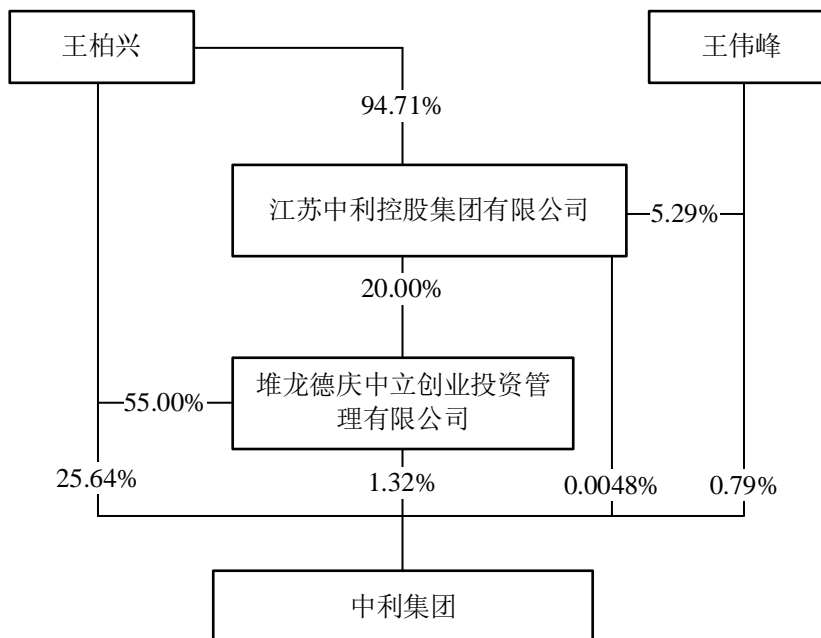 王柏兴
王伟峰
94.71%
江苏中利控股集团有限公司
5.29%
20.00%
堆龙德庆中立创业投资管
理有限公司
55.00%
25.64%
1.32%
0.0048%
0.79%
中利集团